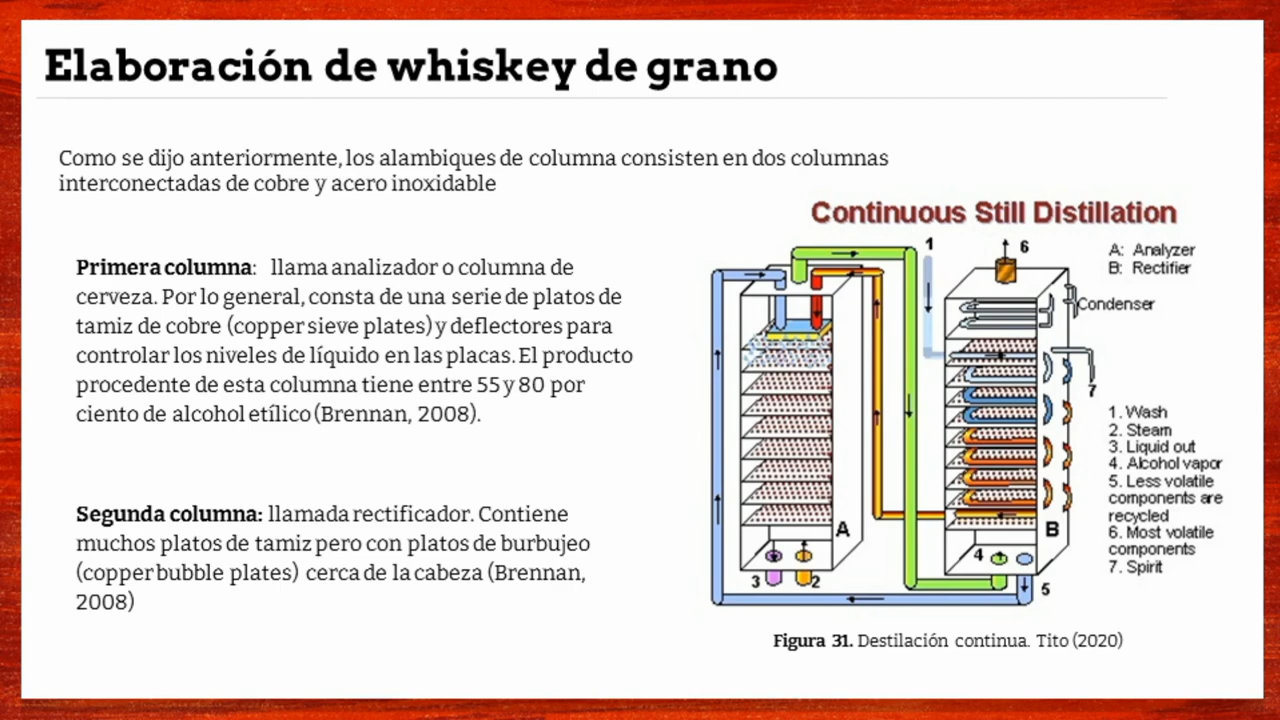 Elaboración de whiskey de grano
Como se dijo anteriormente, los alambiques de columna consisten en dos columnas
interconectadas de cobre y acero inoxidable
Primera columna: llama analizador o columna de
cerveza. Por lo general, consta de una serie de platos de
tamiz de cobre (copper sieve plates) y deflectores para
controlar los niveles de líquido en las placas. El producto
procedente de esta columna tiene entre 55 y 80 por
ciento de alcohol etílico (Brennan, 2008).
Segunda columna: llamada rectificador. Contiene
muchos platos de tamiz pero con platos de burbujeo
(copper bubble plates) cerca de la cabeza (Brennan,
2008)
Continuous Still Distillation
1
6
A: Analyzer
B: Rectifier
Condenser
7
1. Wash
2. Steam
3. Liquid out
4. Alcohol vapor
5. Less volatile
components are
recycled
6. Most volatile
components
7. Spirit
A
B
3
2
4
5
Figura 31. Destilación continua. Tito (2020)